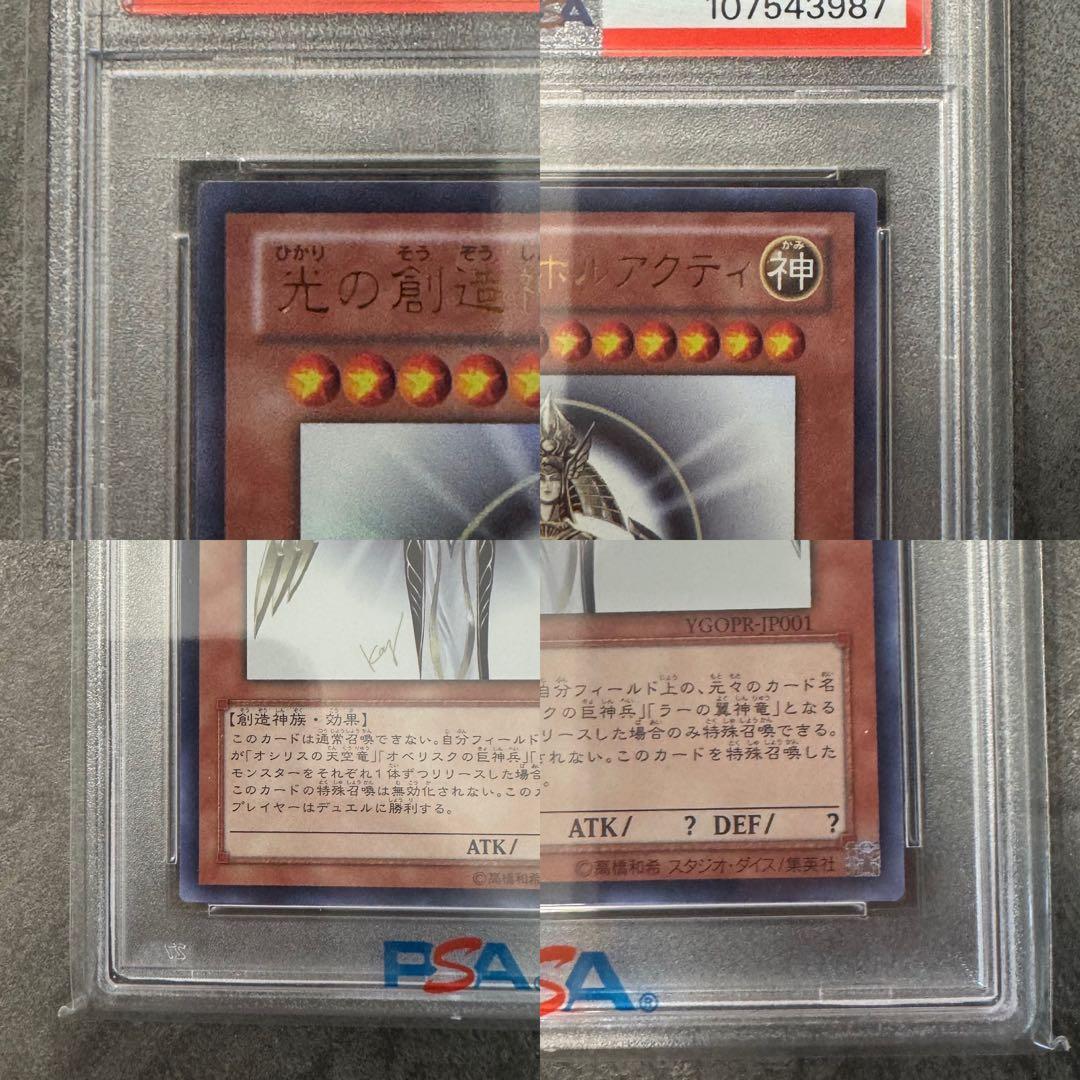 107543987
ひかり そう ぞう し
光の創造
ホルアクティ
かみ
神
Kazu
YGOPR-JP001
【創造神族・効果】
このカードは通常召喚できない。自分フィールド
が「オシリスの天空竜」「オベリスクの巨神兵」「
モンスターをそれぞれ1体ずつリリースした場合
このカードの特殊召喚は無効化されない。この
プレイヤーはデュエルに勝利する。
ATK/
©高橋和希
自分フィールド上の、元々のカード名
クの巨神兵」「ラーの翼神竜」となる
リースした場合のみ特殊召喚できる。
されない。このカードを特殊召喚した
。
ATK/ ? DEF/ ?
©高橋和希 スタジオ・ダイス/集英社
PSA
SA®